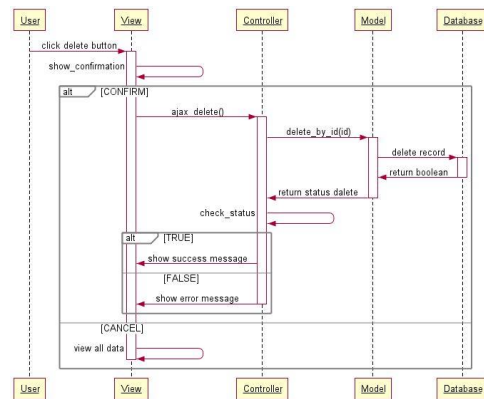 User View Controller Model Database
click delete button
show_confirmation
alt [CONFIRM]
ajax_delete()
delete_by_id(id)
delete record
return boolean
return status dalete
check_status
alt [TRUE]
show success message
[FALSE]
show error message
[CANCEL]
view all data
User View Controller Model Database